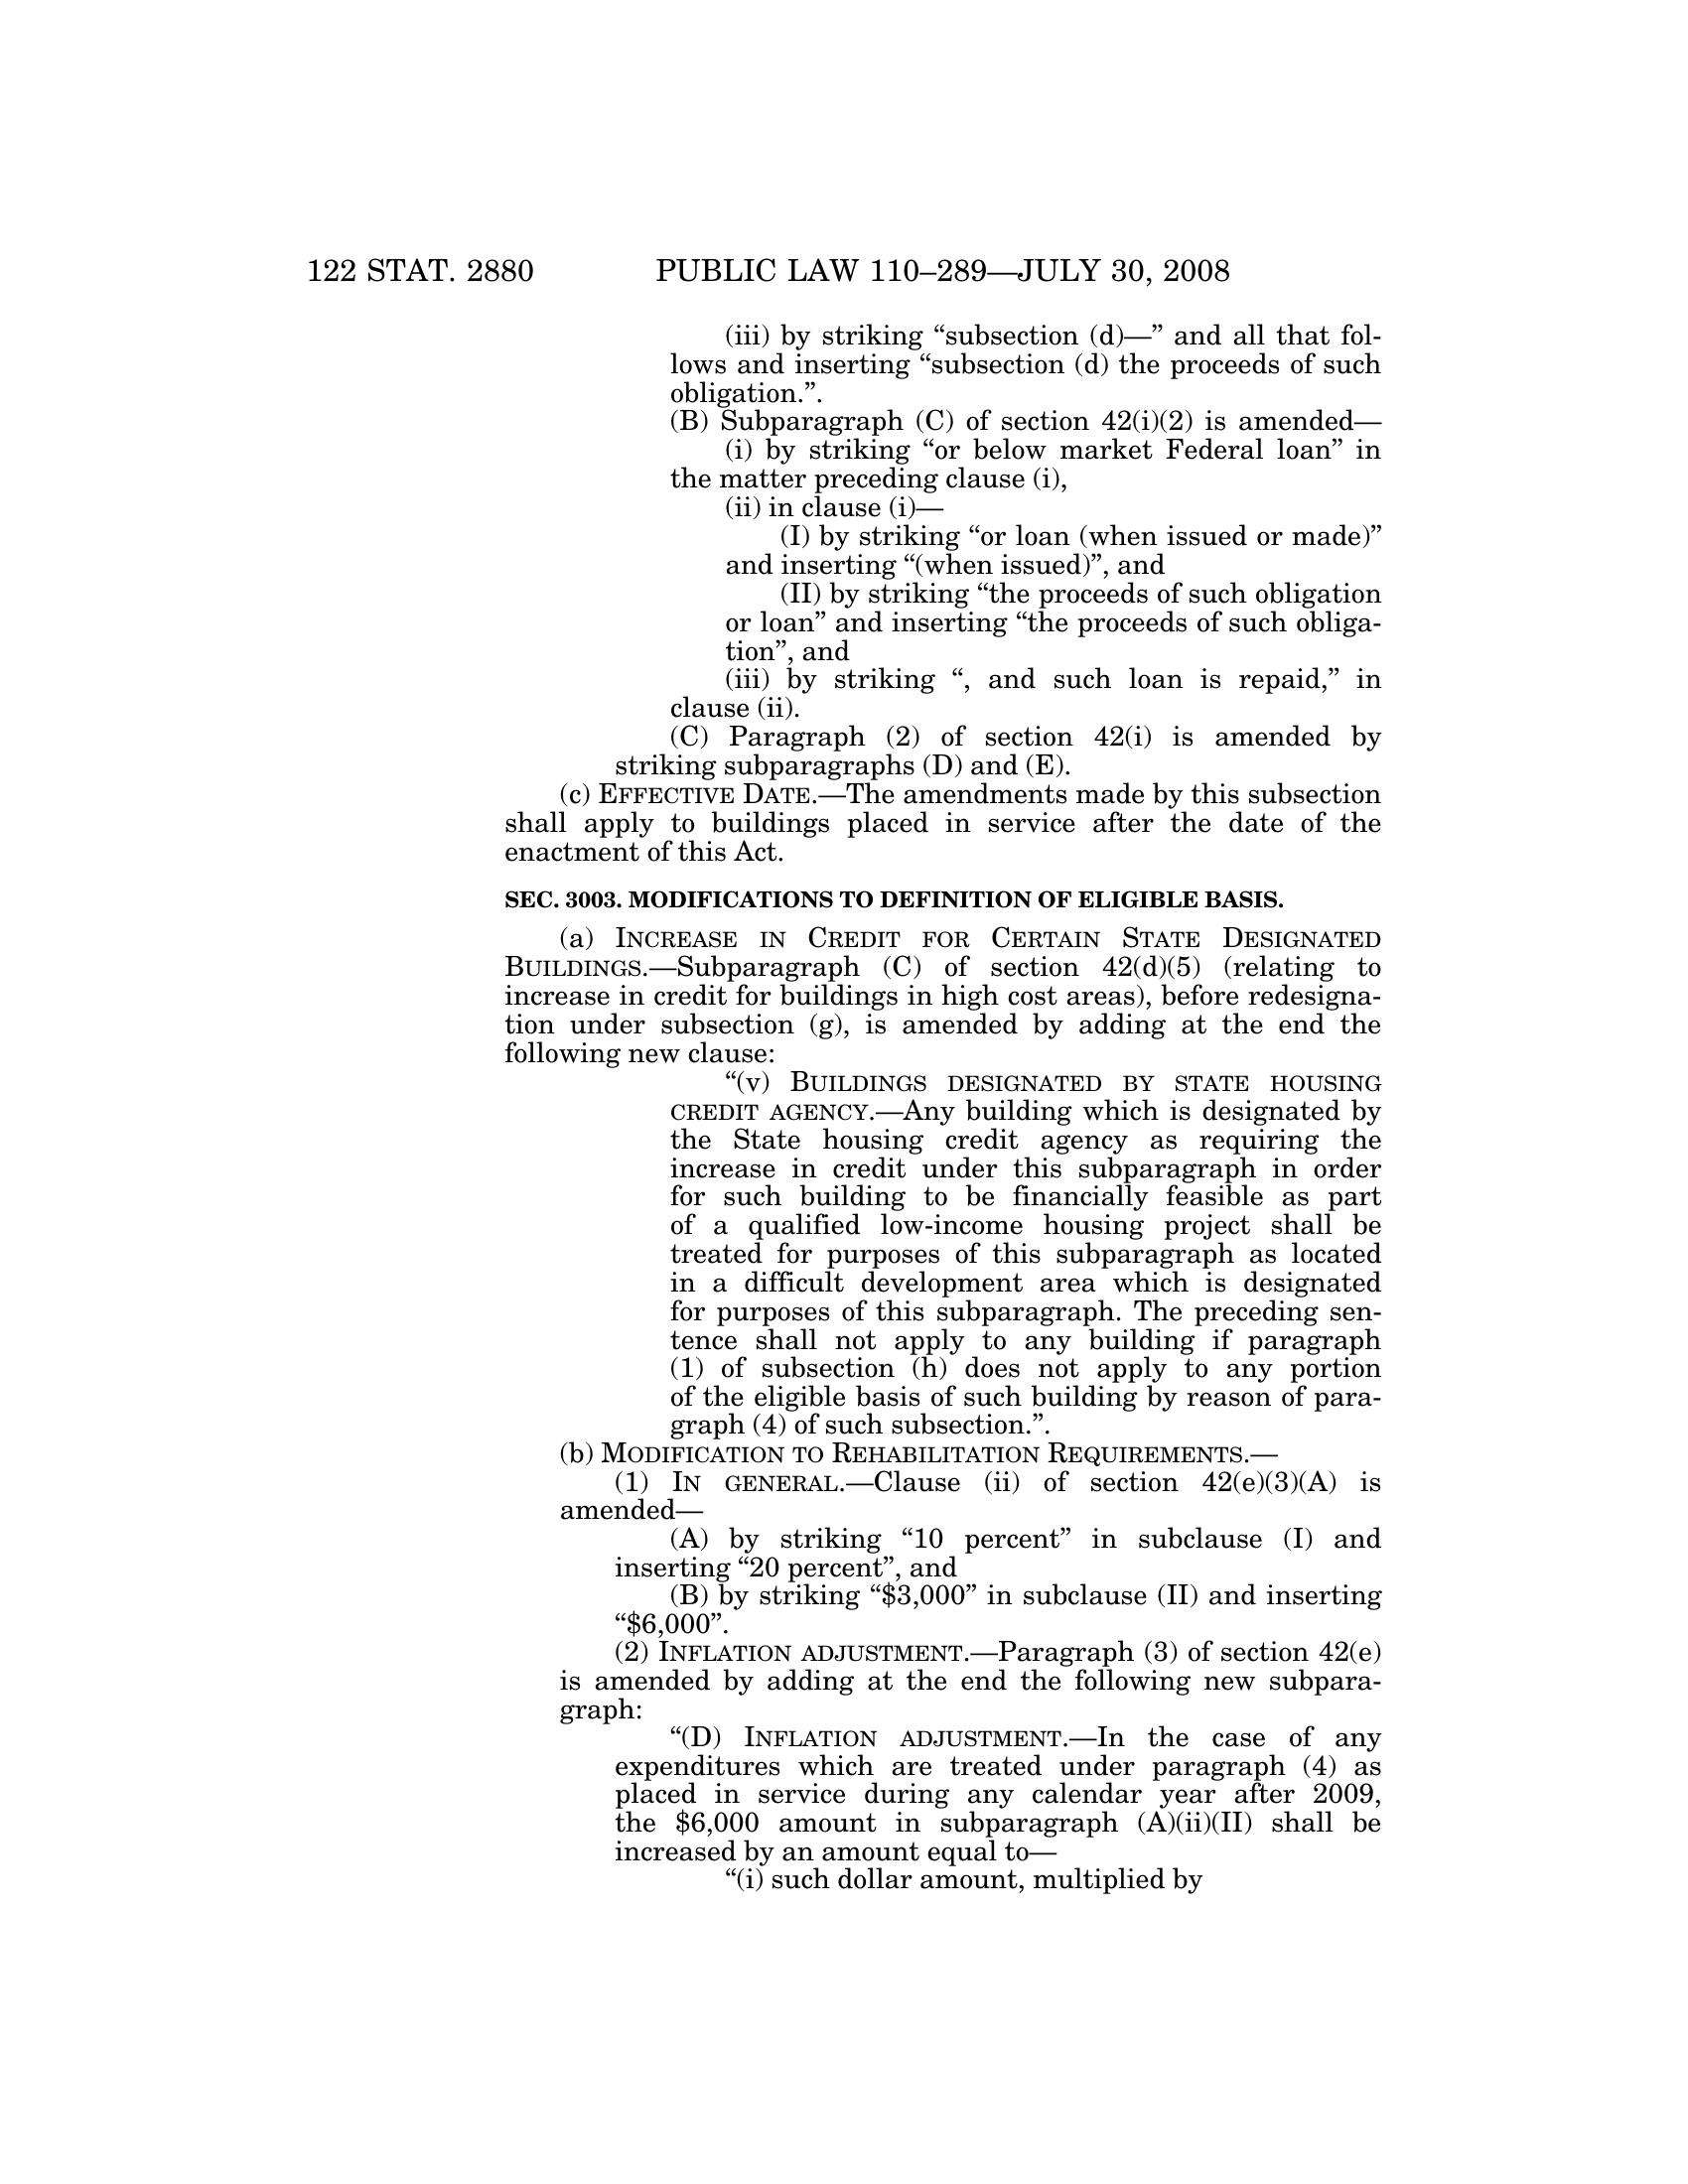 122 STAT. 2880 PUBLIC LAW 110–289—JULY 30, 2008
(iii) by striking “subsection (d)—” and all that fol-
lows and inserting “subsection (d) the proceeds of such
obligation.”.
(B) Subparagraph (C) of section 42(i)(2) is amended—
(i) by striking “or below market Federal loan” in
the matter preceding clause (i),
(ii) in clause (i)—
(I) by striking “or loan (when issued or made)”
and inserting “(when issued)”, and
(II) by striking “the proceeds of such obligation
or loan” and inserting “the proceeds of such obliga-
tion”, and
(iii) by striking “, and such loan is repaid,” in
clause (ii).
(C) Paragraph (2) of section 42(i) is amended by
striking subparagraphs (D) and (E).
(c) EFFECTIVE DATE.—The amendments made by this subsection
shall apply to buildings placed in service after the date of the
enactment of this Act.
SEC. 3003. MODIFICATIONS TO DEFINITION OF ELIGIBLE BASIS.
(a) INCREASE IN CREDIT FOR CERTAIN STATE DESIGNATED
BUILDINGS.—Subparagraph (C) of section 42(d)(5) (relating to
increase in credit for buildings in high cost areas), before redesigna-
tion under subsection (g), is amended by adding at the end the
following new clause:
“(v) BUILDINGS DESIGNATED BY STATE HOUSING
CREDIT AGENCY.—Any building which is designated by
the State housing credit agency as requiring the
increase in credit under this subparagraph in order
for such building to be financially feasible as part
of a qualified low-income housing project shall be
treated for purposes of this subparagraph as located
in a difficult development area which is designated
for purposes of this subparagraph. The preceding sen-
tence shall not apply to any building if paragraph
(1) of subsection (h) does not apply to any portion
of the eligible basis of such building by reason of para-
graph (4) of such subsection.”.
(b) MODIFICATION TO REHABILITATION REQUIREMENTS.—
(1) IN GENERAL.—Clause (ii) of section 42(e)(3)(A) is
amended—
(A) by striking “10 percent” in subclause (I) and
inserting “20 percent”, and
(B) by striking “$3,000” in subclause (II) and inserting
“$6,000”.
(2) INFLATION ADJUSTMENT.—Paragraph (3) of section 42(e)
is amended by adding at the end the following new subpara-
graph:
“(D) INFLATION ADJUSTMENT.—In the case of any
expenditures which are treated under paragraph (4) as
placed in service during any calendar year after 2009,
the $6,000 amount in subparagraph (A)(ii)(II) shall be
increased by an amount equal to—
“(i) such dollar amount, multiplied by